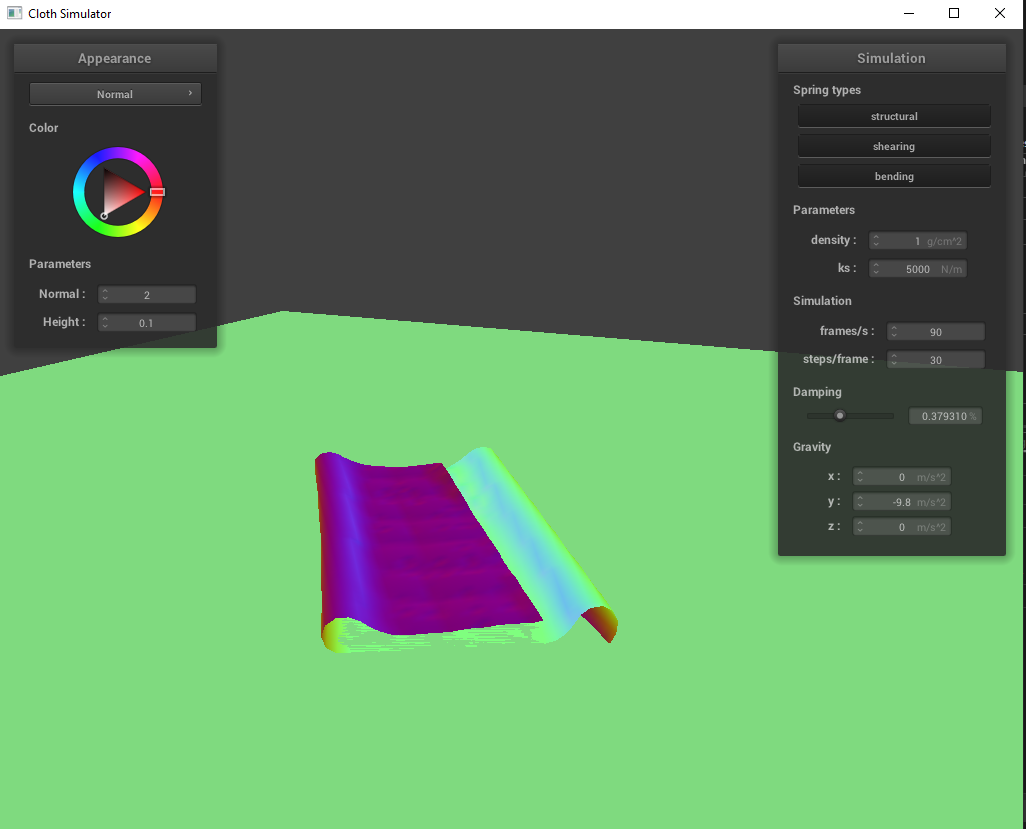 Cloth Simulator
Appearance
Normal
Color
Parameters
Normal : 2
Height : 0.1
Simulation
Spring types
structural
shearing
bending
Parameters
density : 1 g/cm^2
ks : 5000 N/m
Simulation
frames/s : 90
steps/frame : 30
Damping
0.379310 %
Gravity
x : 0 m/s^2
y : -9.8 m/s^2
z : 0 m/s^2